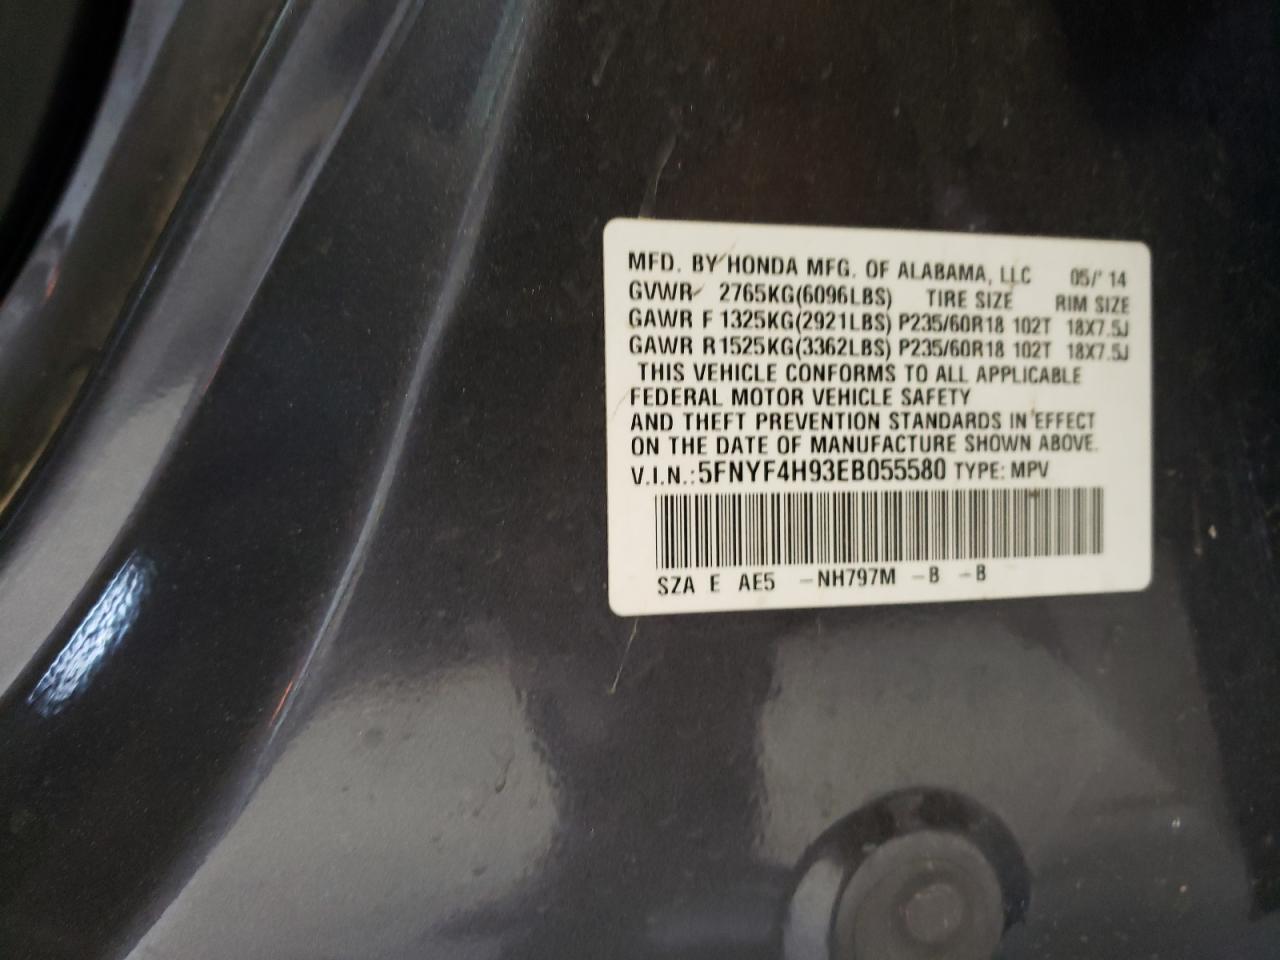 MFD. BY HONDA MFG. OF ALABAMA, LLC 05/'14
GVWR 2765KG(6096LBS) TIRE SIZE RIM SIZE
GAWR F 1325KG(2921LBS) P235/60R18 102T 18X7.5J
GAWR R1525KG(3362LBS) P235/60R18 102T 18X7.5J
THIS VEHICLE CONFORMS TO ALL APPLICABLE
FEDERAL MOTOR VEHICLE SAFETY
AND THEFT PREVENTION STANDARDS IN EFFECT
ON THE DATE OF MANUFACTURE SHOWN ABOVE.
V.I.N.:5FNYF4H93EB055580 TYPE: MPV
SZA E AE5 -NH797M -B -B